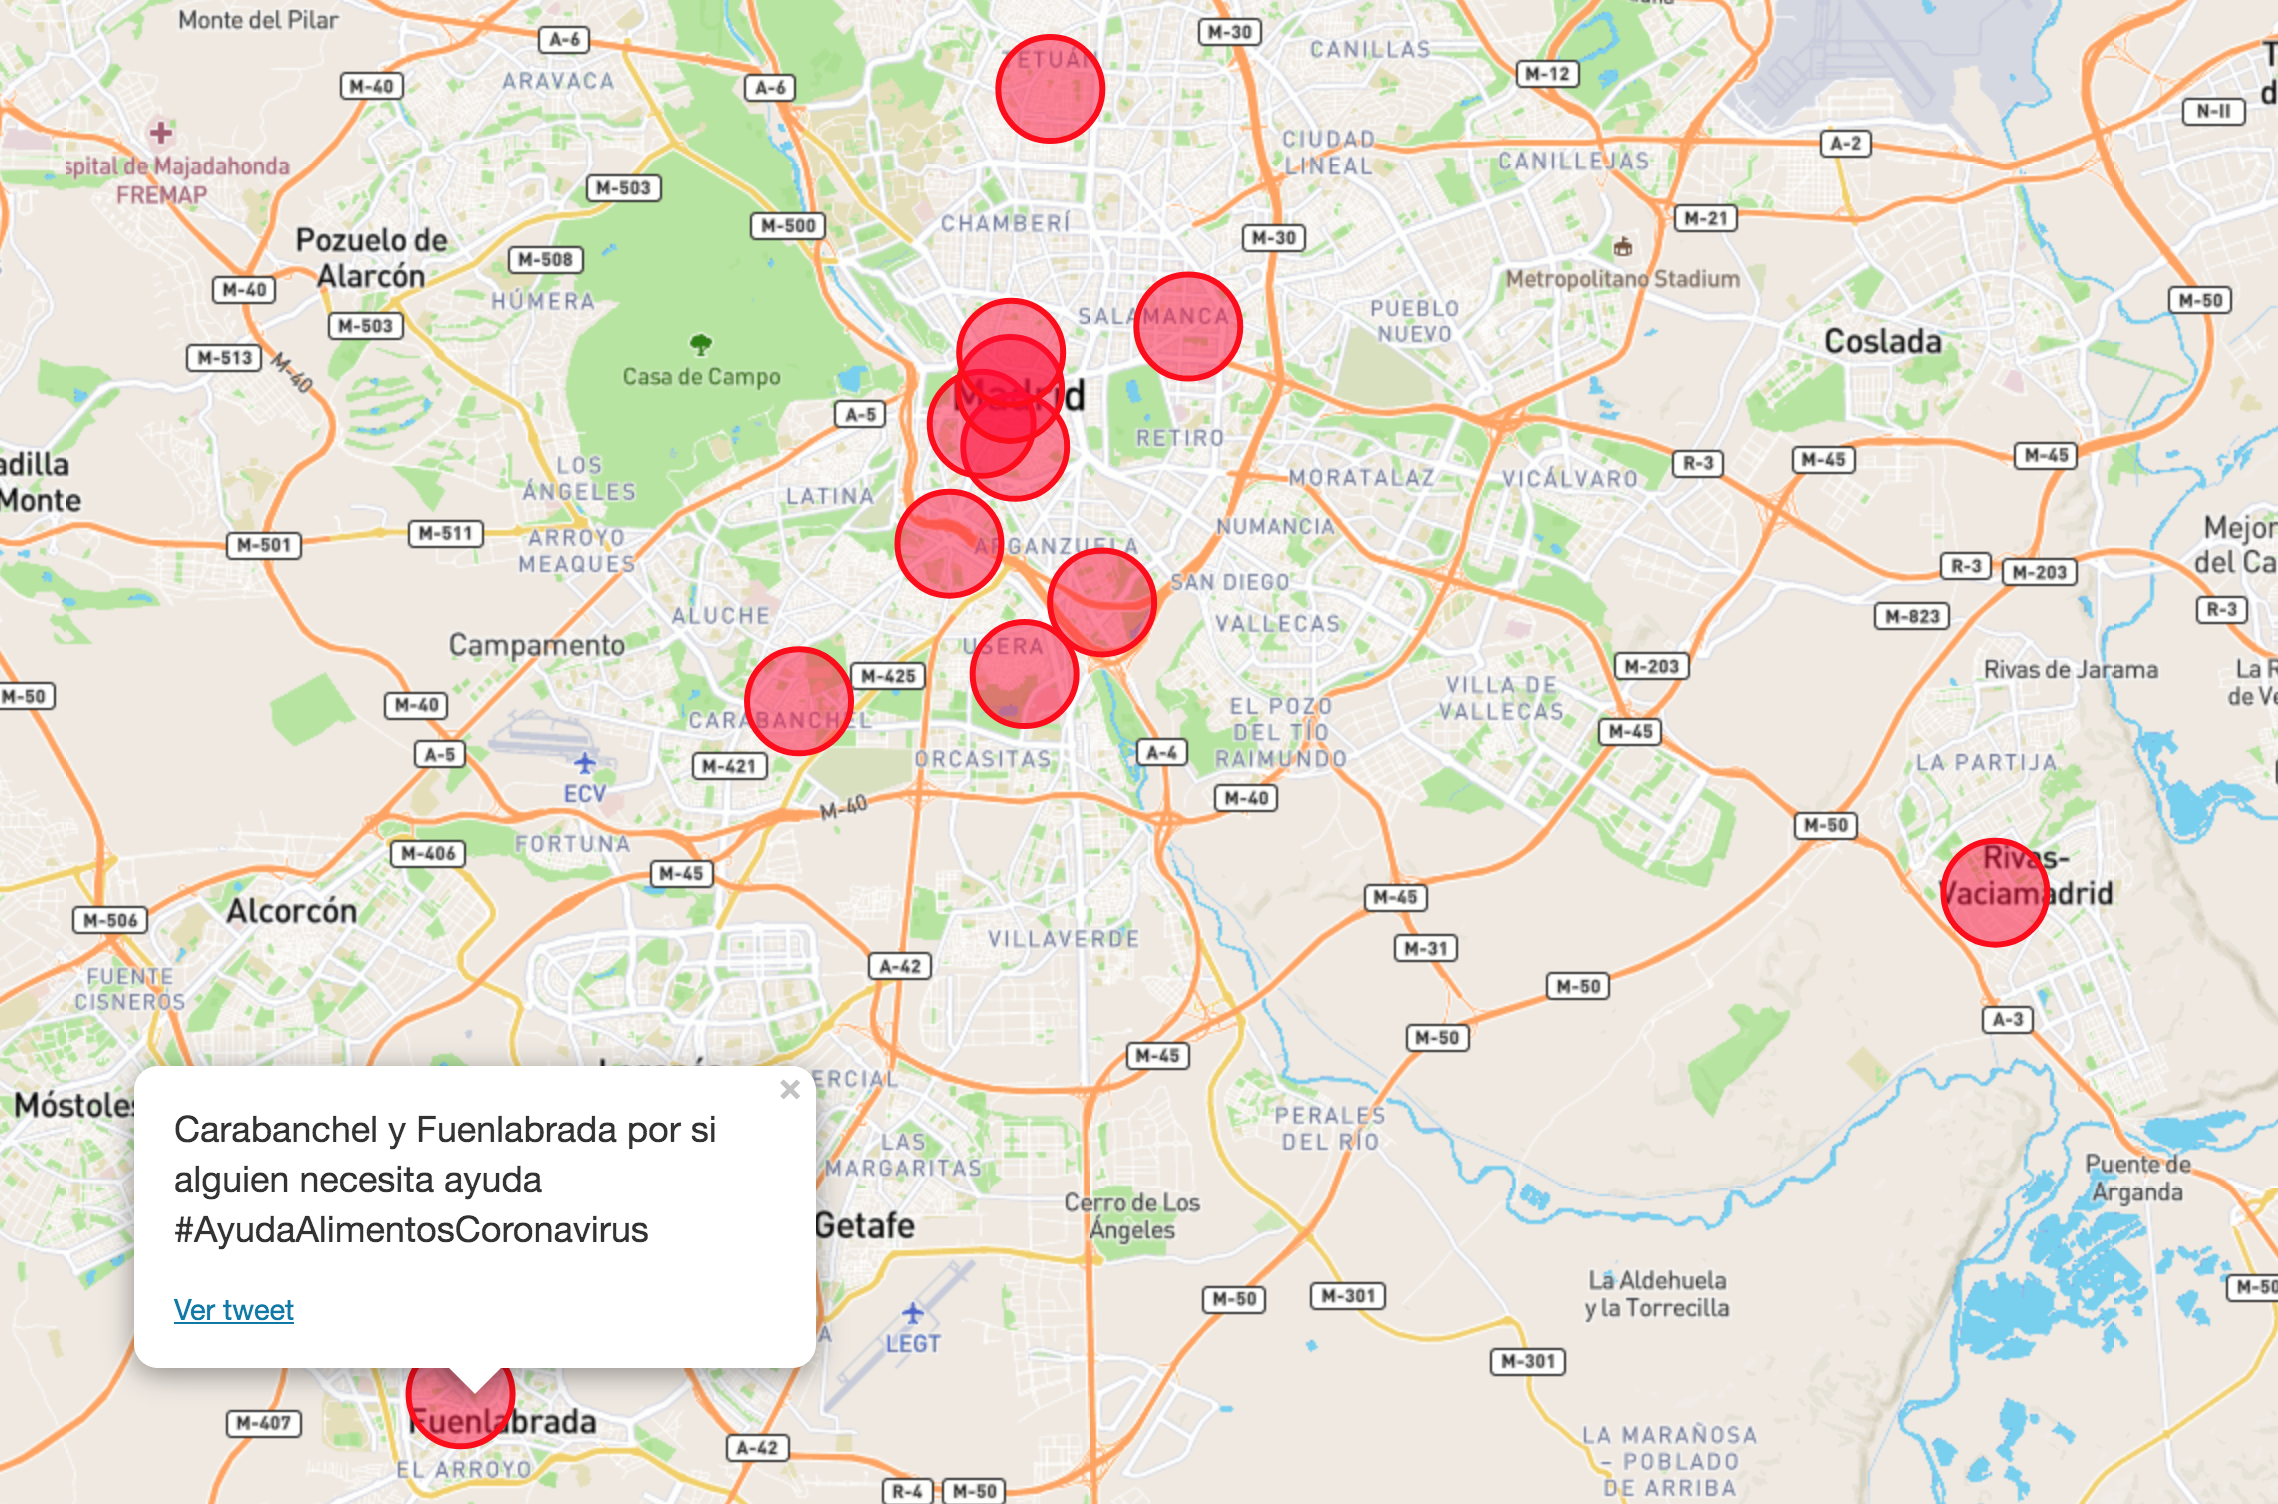 Monte del Pilar
A-6
M-30
CANILLAS
TETUÁN
M-40
ARAVACA
A-6
M-12
N-II
CIUDAD
LINEAL
CANILLEJAS
A-2
spital de Majadahonda
FREMAP
M-503
M-500
CHAMBERÍ
M-30
M-21
Pozuelo de
Alarcón
M-508
M-40
HÚMERA
Metropolitano Stadium
M-50
M-503
SALAMANCA
PUEBLO
NUEVO
Coslada
M-513
M-40
Casa de Campo
Madrid
A-5
RETIRO
adilla
Monte
LOS
ÁNGELES
LATINA
MORATALAZ
VICÁLVARO
R-3
M-45
M-45
M-501
M-511
ARROYO
MEAQUES
ARGANZUELA
NUMANCIA
Mejor
del Ca
R-3
M-203
SAN DIEGO
VALLECAS
M-823
R-3
ALUCHE
Campamento
USERA
M-425
M-203
Rivas de Jarama
La R
de Ve
M-50
M-40
CARABANCHEL
EL POZO
DEL TÍO
RAIMUNDO
VILLA DE
VALLECAS
M-45
A-5
M-421
ORCASITAS
A-4
LA PARTIJA
ECV
M-40
M-40
M-50
FORTUNA
M-406
M-45
Rivas-
Vaciamadrid
Alcorcón
M-506
M-45
VILLAVERDE
M-31
A-42
FUENTE
CISNEROS
M-50
A-3
M-50
M-45
ERCIAL
Móstoles
Carabanchel y Fuenlabrada por si
alguien necesita ayuda
#AyudaAlimentosCoronavirus
Ver tweet
×
PERALES
DEL RÍO
LAS
MARGARITAS
Puente de
Arganda
Getafe
Cerro de Los
Ángeles
La Aldehuela
y la Torrecilla
M-50
M-301
M-50
LEGT
M-301
M-407
Fuenlabrada
A-42
EL ARROYO
R-4
M-50
LA MARAÑOSA
- POBLADO
DE ARRIBA